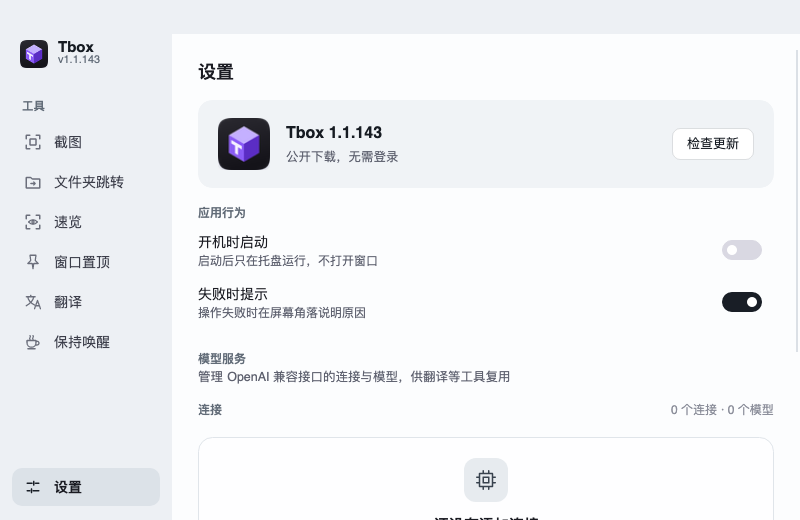 Tbox
v1.1.143
工具
截图
文件夹跳转
速览
窗口置顶
翻译
保持唤醒
设置
设置
Tbox 1.1.143
公开下载，无需登录
检查更新
应用行为
开机时启动
启动后只在托盘运行，不打开窗口
失败时提示
操作失败时在屏幕角落说明原因
模型服务
管理 OpenAI 兼容接口的连接与模型，供翻译等工具复用
连接
0 个连接 · 0 个模型